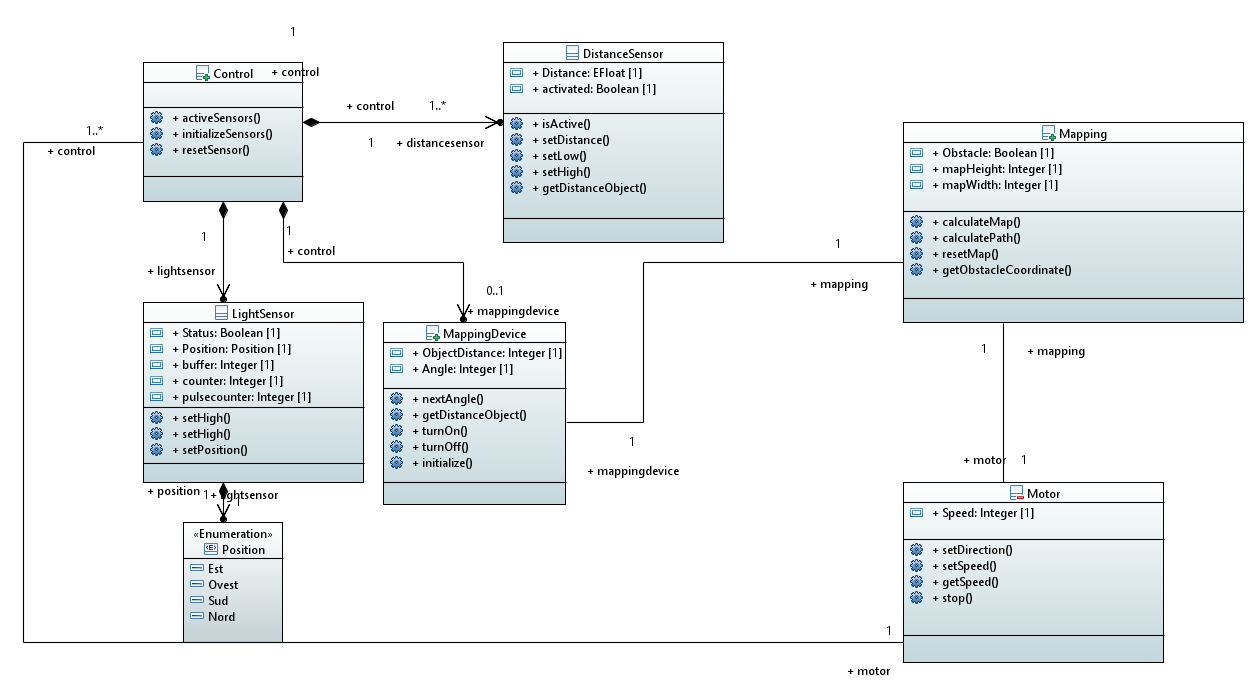 1
Control
+ control
+ activeSensors()
+ initializeSensors()
+ resetSensor()
+ control
1..*
1
+ distancesensor
DistanceSensor
+ Distance: EFloat [1]
+ activated: Boolean [1]
+ isActive()
+ setDistance()
+ setLow()
+ setHigh()
+ getDistanceObject()
1..*
+ control
Mapping
+ Obstacle: Boolean [1]
+ mapHeight: Integer [1]
+ mapWidth: Integer [1]
+ calculateMap()
+ calculatePath()
+ resetMap()
+ getObstacleCoordinate()
1
+ lightsensor
1
+ control
0..1
+ mappingdevice
1
+ mapping
LightSensor
+ Status: Boolean [1]
+ Position: Position [1]
+ buffer: Integer [1]
+ counter: Integer [1]
+ pulsecounter: Integer [1]
+ setHigh()
+ setHigh()
+ setPosition()
MappingDevice
+ ObjectDistance: Integer [1]
+ Angle: Integer [1]
+ nextAngle()
+ getDistanceObject()
+ turnOn()
+ turnOff()
+ initialize()
1
+ mappingdevice
1
+ mapping
+ motor
1
+ position
1
+ lightsensor
1
«Enumeration»
Position
Est
Ovest
Sud
Nord
Motor
+ Speed: Integer [1]
+ setDirection()
+ setSpeed()
+ getSpeed()
+ stop()
1
+ motor